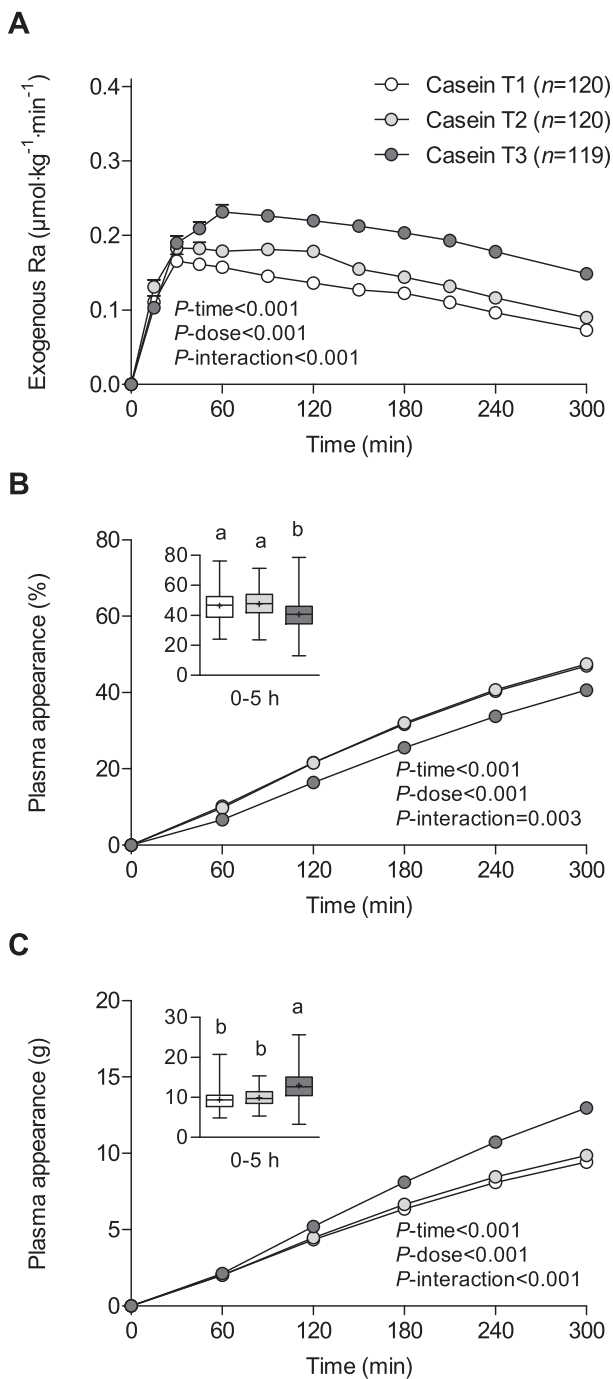 A
Exogenous Ra (μmol·kg⁻¹·min⁻¹)
0.4
0.3
0.2
0.1
0.0
Casein T1 (n=120)
Casein T2 (n=120)
Casein T3 (n=119)
P-time<0.001
P-dose<0.001
P-interaction<0.001
0 60 120 180 240 300
Time (min)
B
Plasma appearance (%)
80
60
40
20
0
80
60
40
20
0
a a b
0-5 h
P-time<0.001
P-dose<0.001
P-interaction=0.003
0 60 120 180 240 300
Time (min)
C
Plasma appearance (g)
20
15
10
5
0
30
20
10
0
b b a
0-5 h
P-time<0.001
P-dose<0.001
P-interaction<0.001
0 60 120 180 240 300
Time (min)